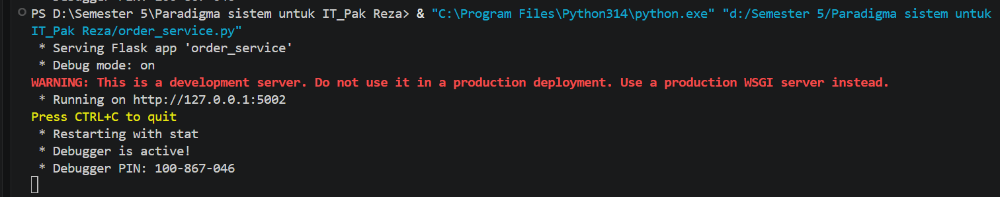 PS D:\Semester 5\Paradigma sistem untuk IT_Pak Reza> & "C:\Program Files\Python314\python.exe" "d:/Semester 5/Paradigma sistem untuk
IT_Pak Reza/order_service.py"
 * Serving Flask app 'order_service'
 * Debug mode: on
WARNING: This is a development server. Do not use it in a production deployment. Use a production WSGI server instead.
 * Running on http://127.0.0.1:5002
Press CTRL+C to quit
 * Restarting with stat
 * Debugger is active!
 * Debugger PIN: 100-867-046